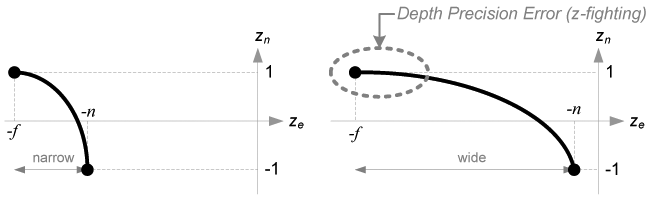 Depth Precision Error (z-fighting)
zn
1
-n
ze
-f
narrow
-1
zn
1
-n
ze
-f
wide
-1